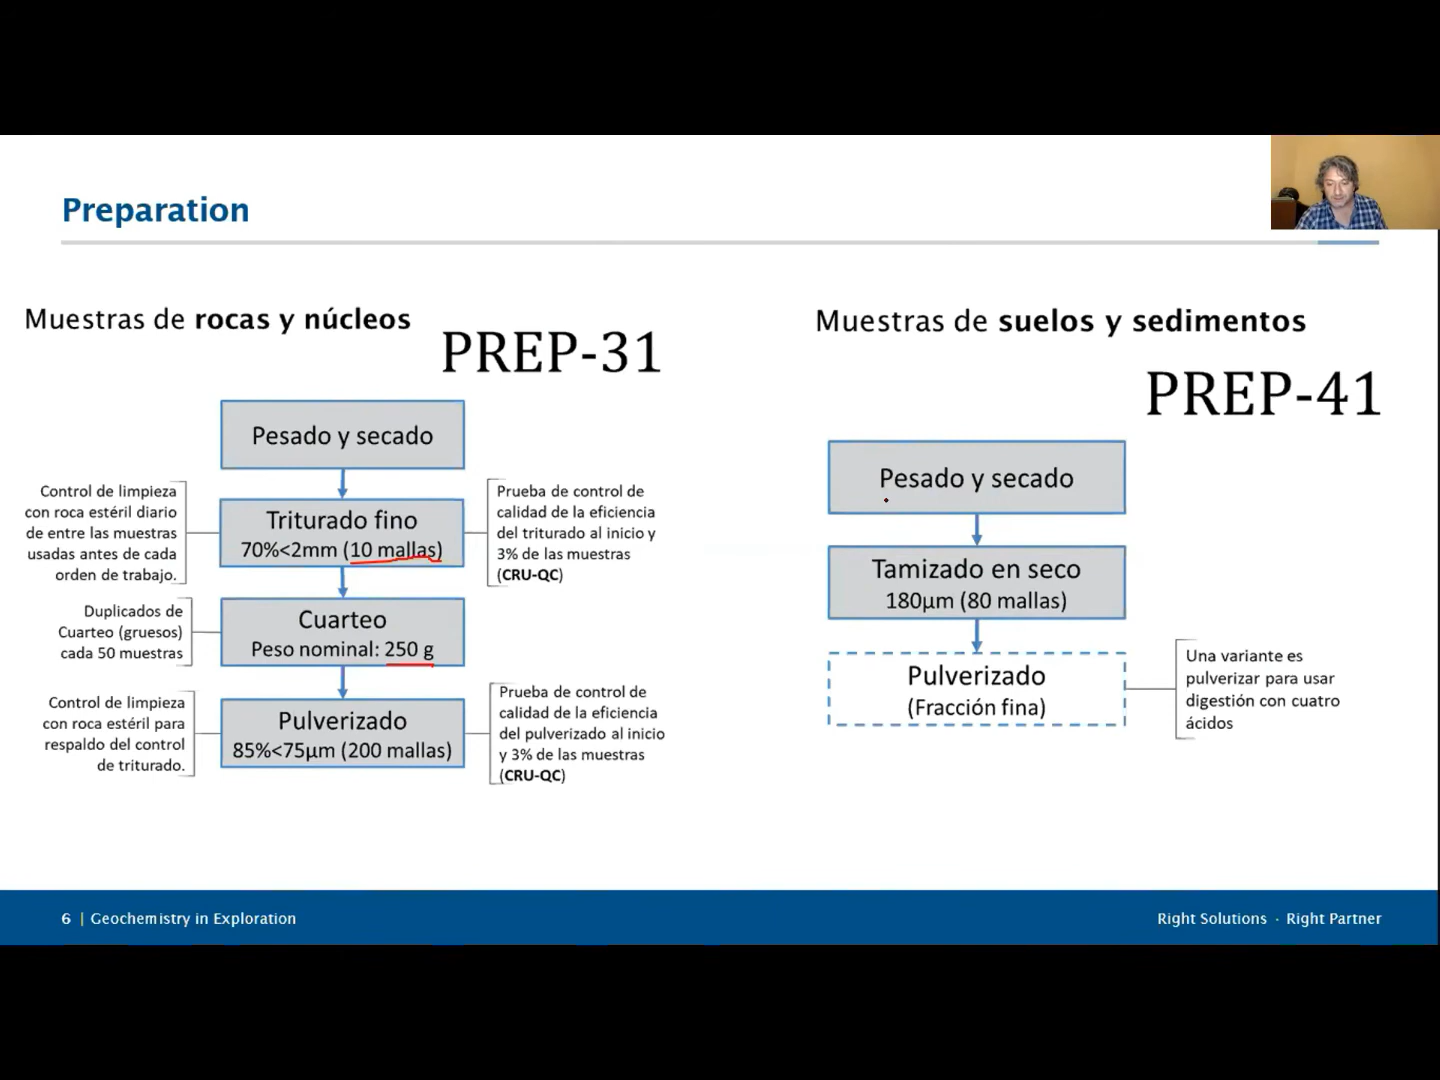 Preparation
Muestras de rocas y núcleos
PREP-31
Pesado y secado
Control de limpieza
con roca estéril diario
de entre las muestras
usadas antes de cada
orden de trabajo.
Triturado fino
70%<2mm (10 mallas)
Prueba de control de
calidad de la eficiencia
del triturado al inicio y
3% de las muestras
(CRU-QC)
Duplicados de
Cuarteo (gruesos)
cada 50 muestras
Cuarteo
Peso nominal: 250 g
Control de limpieza
con roca estéril para
respaldo del control
de triturado.
Pulverizado
85%<75µm (200 mallas)
Prueba de control de
calidad de la eficiencia
del pulverizado al inicio
y 3% de las muestras
(CRU-QC)
Muestras de suelos y sedimentos
PREP-41
Pesado y secado
Tamizado en seco
180µm (80 mallas)
Pulverizado
(Fracción fina)
Una variante es
pulverizar para usar
digestión con cuatro
ácidos
6 | Geochemistry in Exploration
Right Solutions · Right Partner